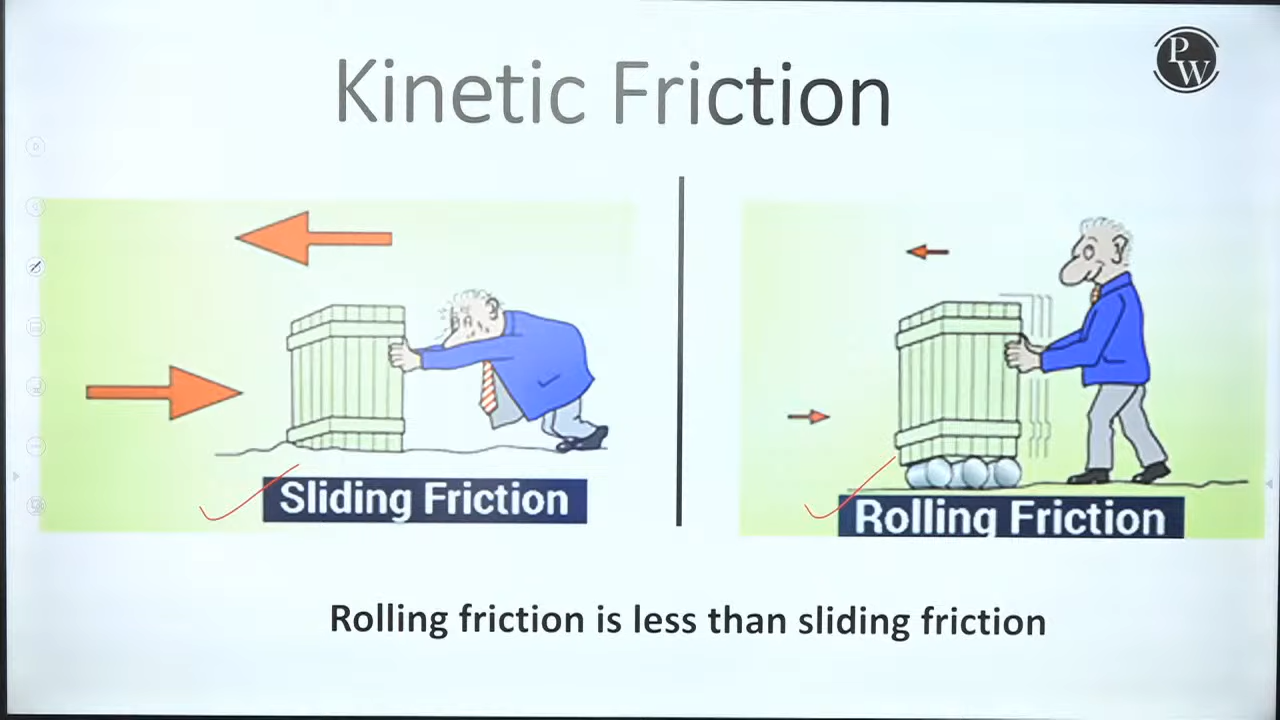 Kinetic Friction
PW
Sliding Friction
Rolling Friction
Rolling friction is less than sliding friction